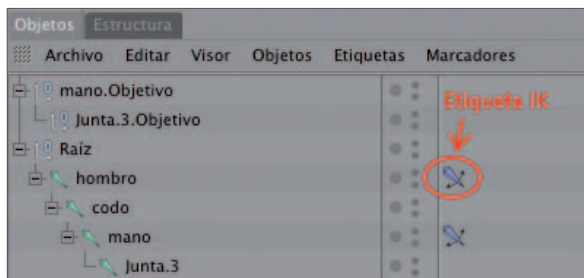 Objetos Estructura
Archivo Editar Visor Objetos Etiquetas Marcadores
mano.Objetivo
Etiqueta IK
Junta.3.Objetivo
Raíz
hombro
codo
mano
Junta.3